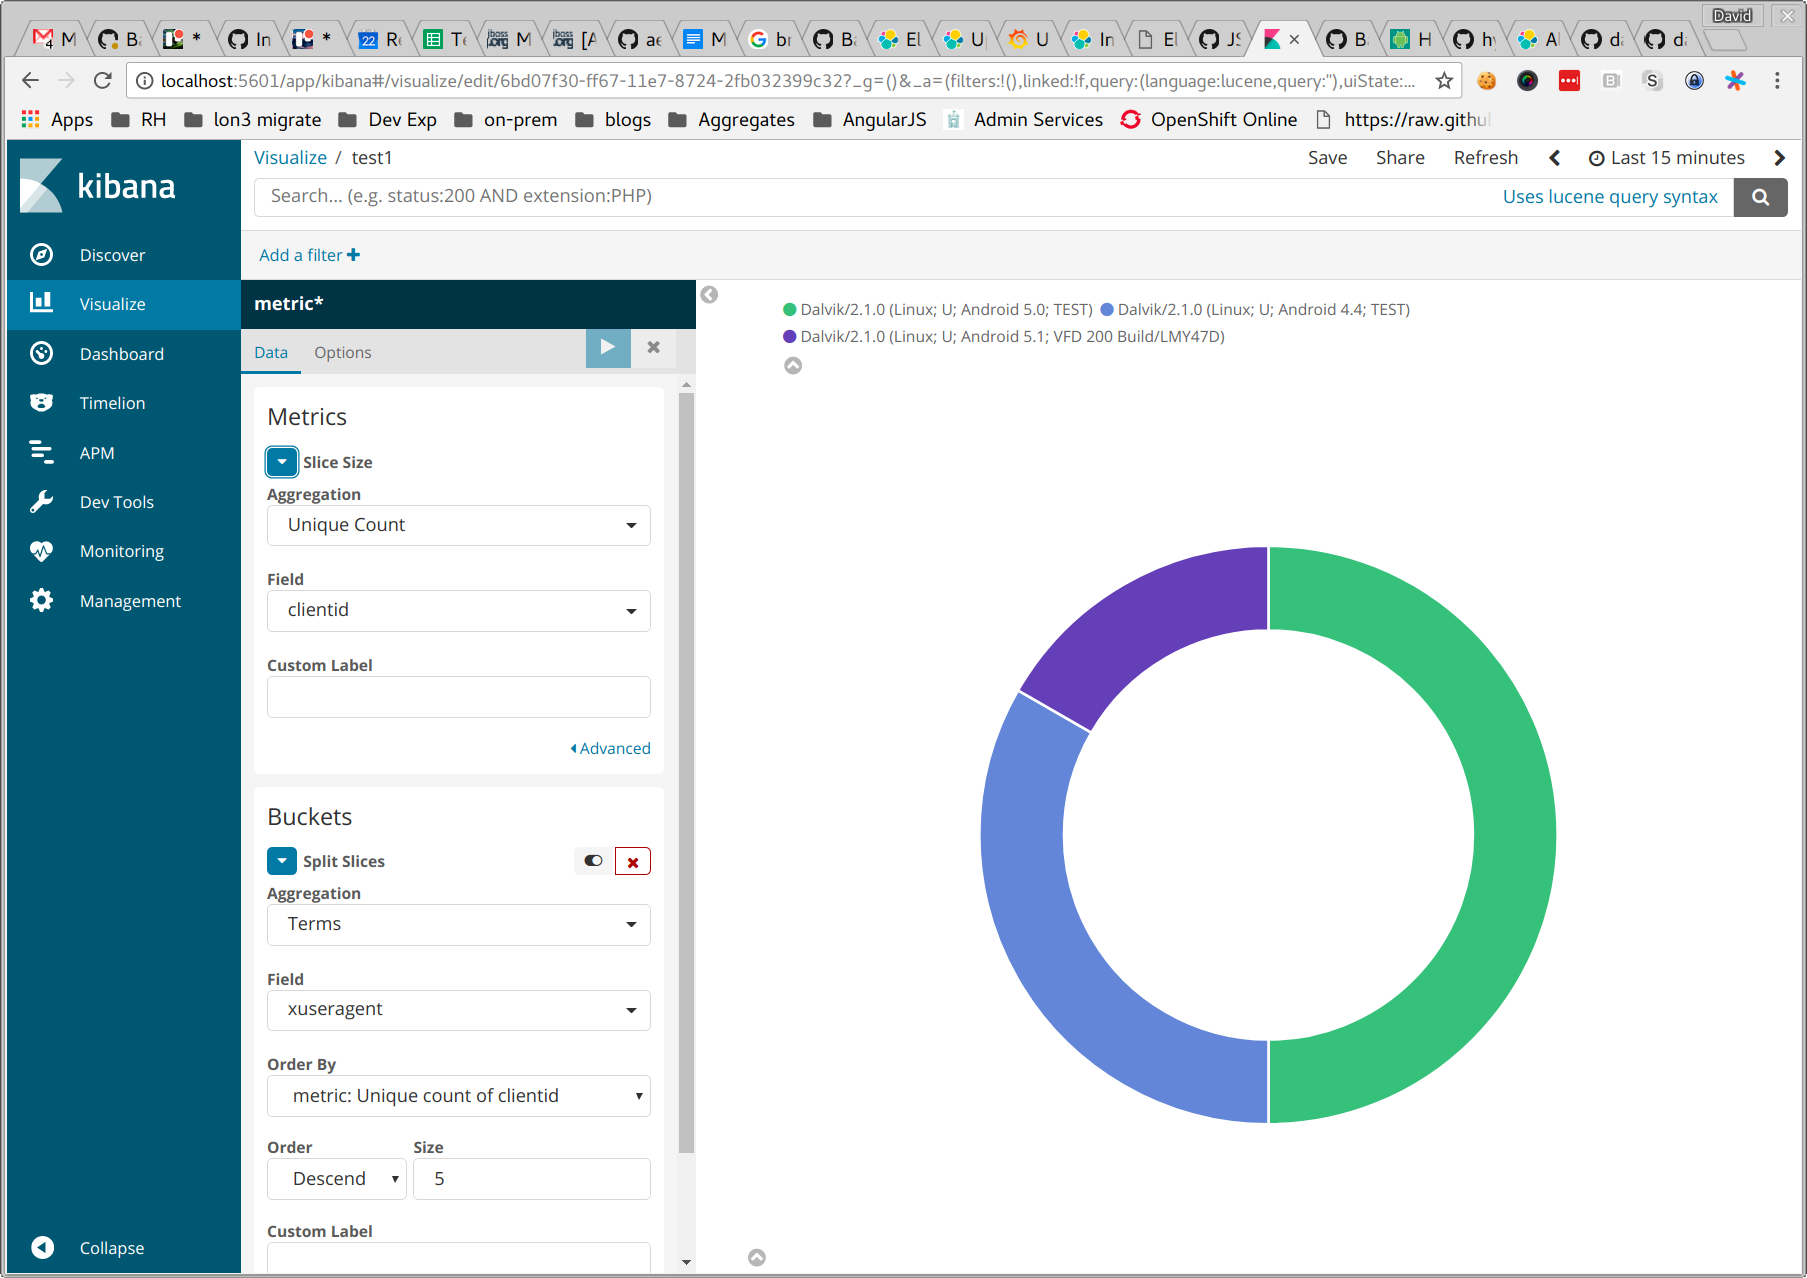 David
M
B
*
In
*
22 R
T
jboss.org M
jboss.org [A
ae
M
br
B
El
U
U
In
El
JS
B
H
hy
Al
d
d
localhost:5601/app/kibana#/visualize/edit/6bd07f30-ff67-11e7-8724-2fb032399c32?_g=()&_a=(filters:!(),linked:!f,query:(language:lucene,query:''),uiState:...
Apps RH lon3 migrate Dev Exp on-prem blogs Aggregates AngularJS Admin Services OpenShift Online https://raw.githu
kibana
Visualize / test1
Save Share Refresh Last 15 minutes
Search... (e.g. status:200 AND extension:PHP)
Uses lucene query syntax
Add a filter +
Discover
Visualize
Dashboard
Timelion
APM
Dev Tools
Monitoring
Management
Collapse
metric*
Data Options
Metrics
Slice Size
Aggregation
Unique Count
Field
clientid
Custom Label
Advanced
Buckets
Split Slices
Aggregation
Terms
Field
xuseragent
Order By
metric: Unique count of clientid
Order Size
Descend 5
Custom Label
Dalvik/2.1.0 (Linux; U; Android 5.0; TEST) Dalvik/2.1.0 (Linux; U; Android 4.4; TEST)
Dalvik/2.1.0 (Linux; U; Android 5.1; VFD 200 Build/LMY47D)